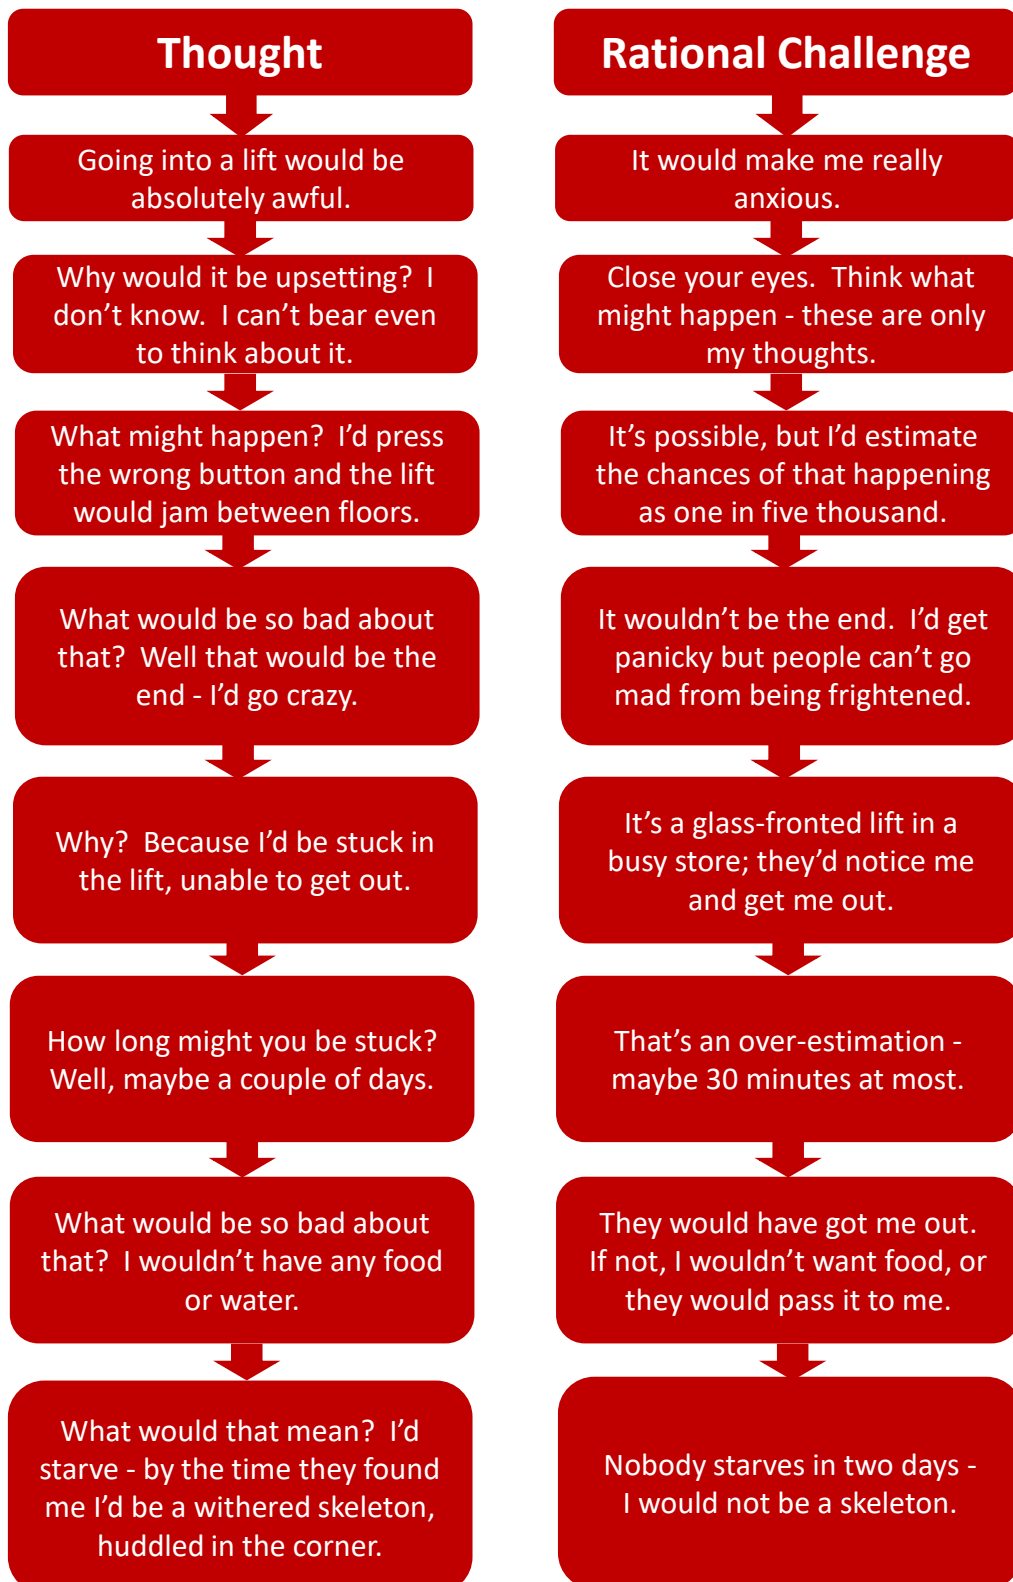 Thought
Going into a lift would be
absolutely awful.
Why would it be upsetting?  I
don’t know.  I can’t bear even
to think about it.
What might happen?  I’d press
the wrong button and the lift
would jam between floors.
What would be so bad about
that?  Well that would be the
end - I’d go crazy.
Why?  Because I’d be stuck in
the lift, unable to get out.
How long might you be stuck?
Well, maybe a couple of days.
What would be so bad about
that?  I wouldn’t have any food
or water.
What would that mean?  I’d
starve - by the time they found
me I’d be a withered skeleton,
huddled in the corner.
Rational Challenge
It would make me really
anxious.
Close your eyes.  Think what
might happen - these are only
my thoughts.
It’s possible, but I’d estimate
the chances of that happening
as one in five thousand.
It wouldn’t be the end.  I’d get
panicky but people can’t go
mad from being frightened.
It’s a glass-fronted lift in a
busy store; they’d notice me
and get me out.
That’s an over-estimation -
maybe 30 minutes at most.
They would have got me out.
If not, I wouldn’t want food, or
they would pass it to me.
Nobody starves in two days -
I would not be a skeleton.